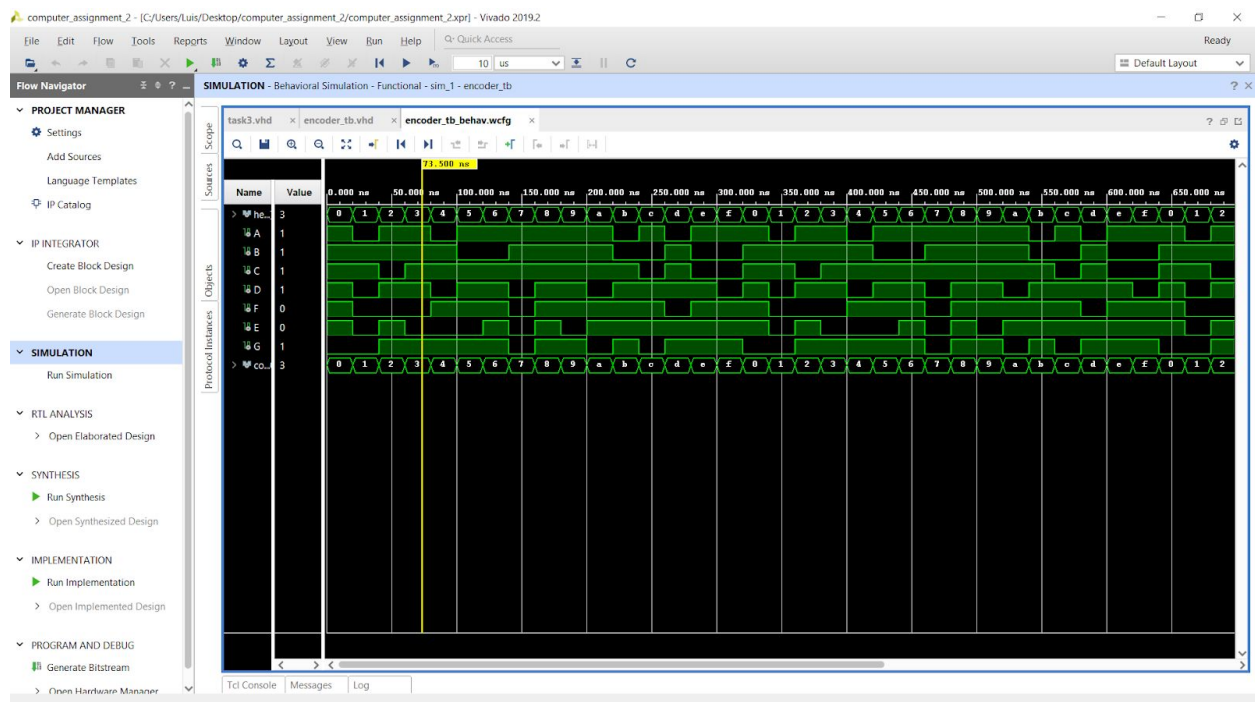 computer_assignment_2 - [C:/Users/Luis/Desktop/computer_assignment_2/computer_assignment_2.xpr] - Vivado 2019.2
File Edit Flow Tools Reports Window Layout View Run Help Q- Quick Access Ready
10 us Default Layout
Flow Navigator
SIMULATION - Behavioral Simulation - Functional - sim_1 - encoder_tb
PROJECT MANAGER
Settings
Add Sources
Language Templates
IP Catalog
IP INTEGRATOR
Create Block Design
Open Block Design
Generate Block Design
SIMULATION
Run Simulation
RTL ANALYSIS
Open Elaborated Design
SYNTHESIS
Run Synthesis
Open Synthesized Design
IMPLEMENTATION
Run Implementation
Open Implemented Design
PROGRAM AND DEBUG
Generate Bitstream
Open Hardware Manager
Scope
Sources
Objects
Protocol Instances
task3.vhd encoder_tb.vhd encoder_tb_behav.wcfg
73.500 ns
Name Value 0.000 ns 50.000 ns 100.000 ns 150.000 ns 200.000 ns 250.000 ns 300.000 ns 350.000 ns 400.000 ns 450.000 ns 500.000 ns 550.000 ns 600.000 ns 650.000 ns
he... 3 0 1 2 3 4 5 6 7 8 9 a b c d e f 0 1 2 3 4 5 6 7 8 9 a b c d e f 0 1 2
A 1
B 1
C 1
D 1
F 0
E 0
G 1
co... 3 0 1 2 3 4 5 6 7 8 9 a b c d e f 0 1 2 3 4 5 6 7 8 9 a b c d e f 0 1 2
Tcl Console Messages Log